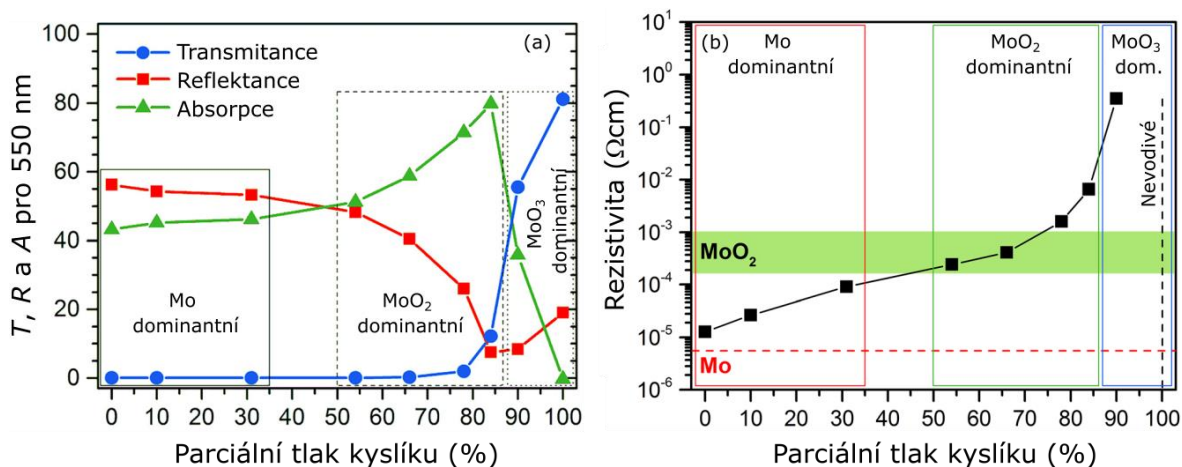 (a)
Transmitance
Reflektance
Absorpce
T, R a A pro 550 nm
100
80
60
40
20
0
Mo
dominantní
MoO₂
dominantní
MoO₃
dominantní
0 10 20 30 40 50 60 70 80 90 100
Parciální tlak kyslíku (%)
(b)
Mo
dominantní
MoO₂
dominantní
MoO₃
dom.
Rezistivita (Ωcm)
10¹
10⁰
10⁻¹
10⁻²
10⁻³
10⁻⁴
10⁻⁵
10⁻⁶
Nevodivé
MoO₂
Mo
0 10 20 30 40 50 60 70 80 90 100
Parciální tlak kyslíku (%)